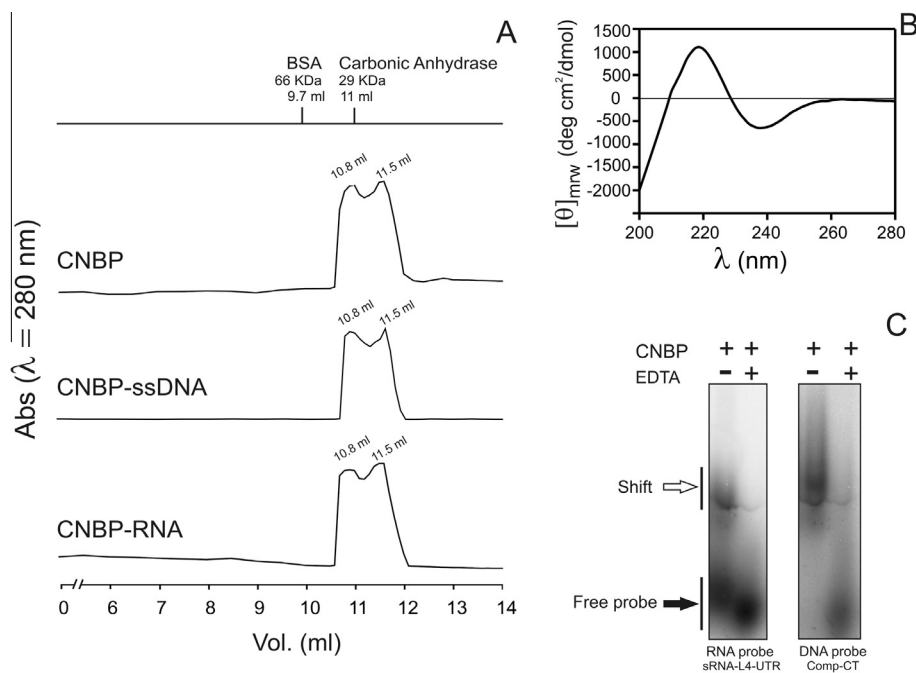 A
BSA
66 KDa
9.7 ml
Carbonic Anhydrase
29 KDa
11 ml
10.8 ml
11.5 ml
CNBP
10.8 ml
11.5 ml
CNBP-ssDNA
10.8 ml
11.5 ml
CNBP-RNA
0 6 7 8 9 10 11 12 13 14
Vol. (ml)
Abs (λ = 280 nm)
B
1500
1000
500
0
-500
-1000
-1500
-2000
[θ]mrw (deg cm²/dmol)
200 220 240 260 280
λ (nm)
C
CNBP + + + +
EDTA - + - +
Shift
Free probe
RNA probe
sRNA-L4-UTR
DNA probe
Comp-CT